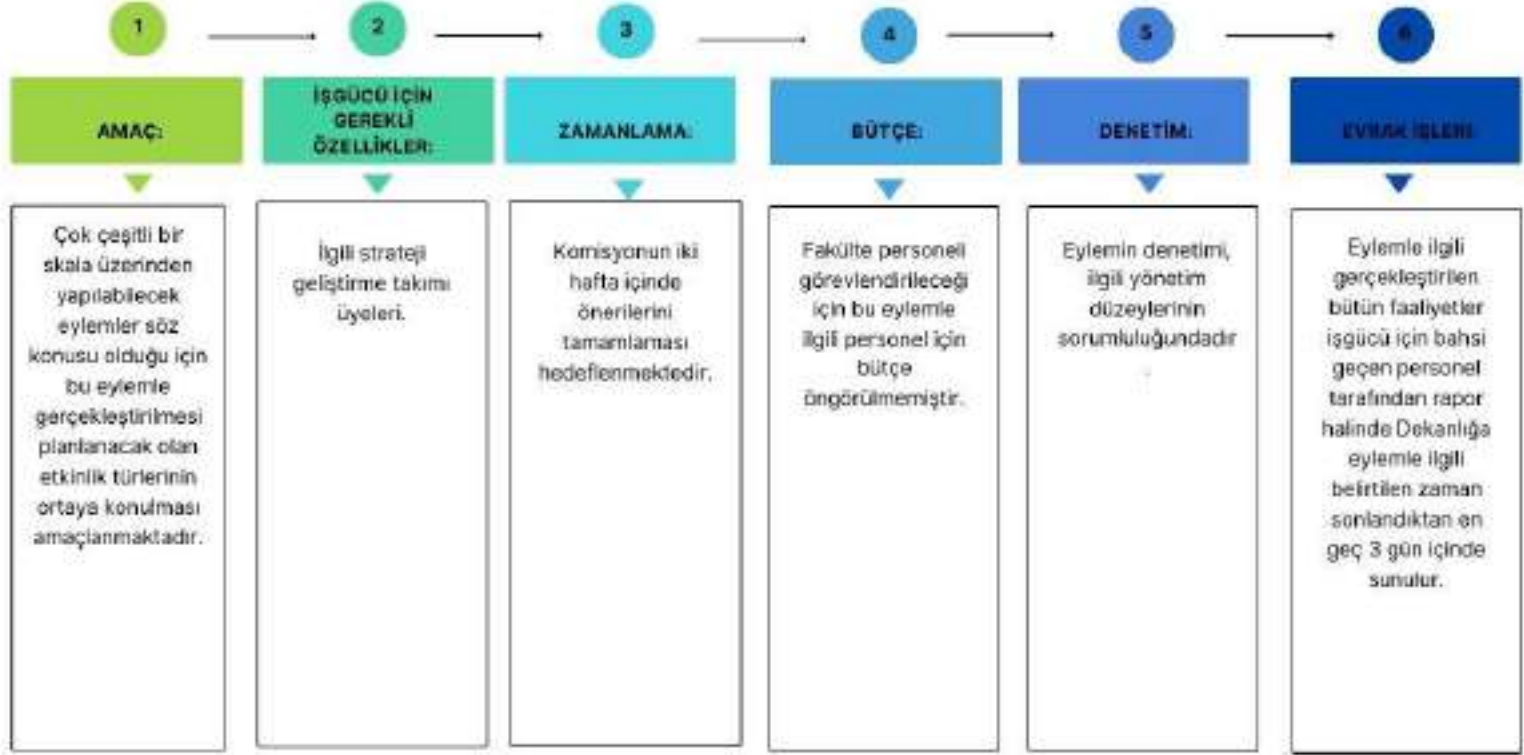 1
2
3
4
5
6
AMAÇ:
İŞGÜCÜ İÇİN
GEREKLİ
ÖZELLİKLER:
ZAMANLAMA:
BÜTÇE:
DENETİM:
EVRAK İŞLERİ:
Çok çeşitli bir
skala üzerinden
yapılabilecek
eylemler söz
konusu olduğu için
bu eylemle
gerçekleştirilmesi
planlanacak olan
etkinlik türlerinin
ortaya konulması
amaçlanmaktadır.
İlgili strateji
geliştirme takımı
üyeleri.
Komisyonun iki
hafta içinde
önerilerini
tamamlaması
hedeflenmektedir.
Fakülte personeli
görevlendirileceği
için bu eylemle
ilgili personel için
bütçe
öngörülmemiştir.
Eylemin denetimi,
ilgili yönetim
düzeylerinin
sorumluluğundadır
.
Eylemle ilgili
gerçekleştirilen
bütün faaliyetler
işgücü için bahsi
geçen personel
tarafından rapor
halinde Dekanlığa
eylemle ilgili
belirtilen zaman
sonlandıktan en
geç 3 gün içinde
sunulur.